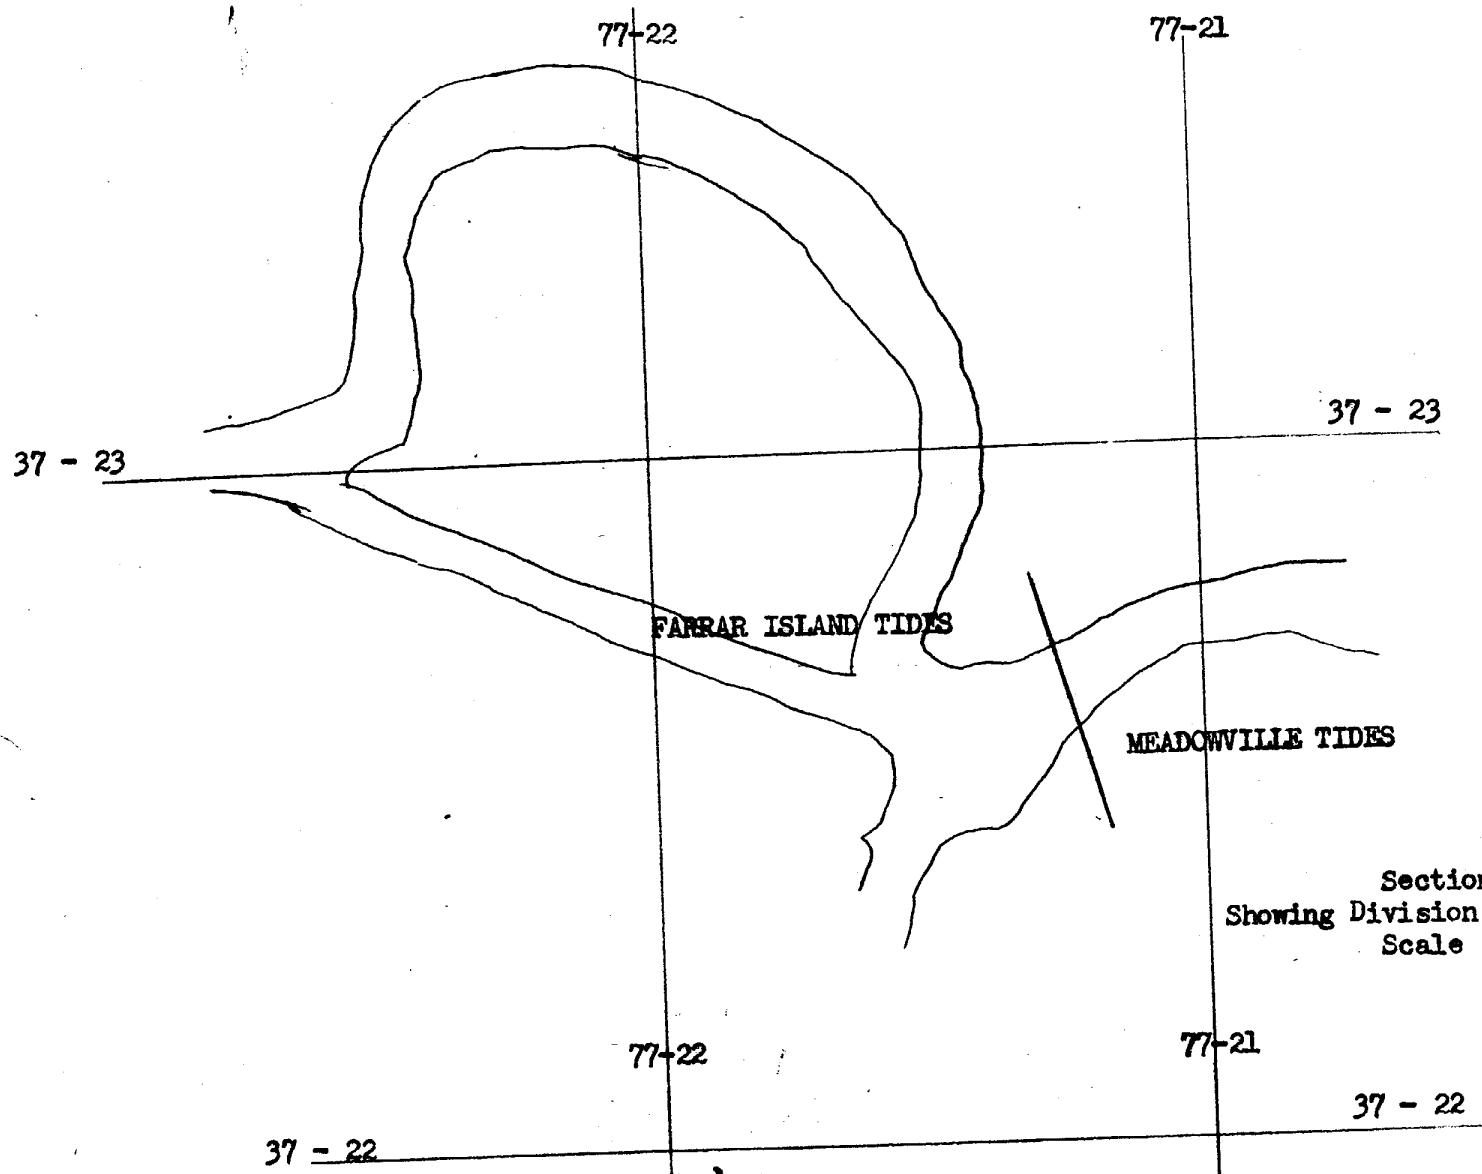 77-22
77-21
37 - 23
37 - 23
FARRAR ISLAND TIDES
MEADOWVILLE TIDES
Section
Showing Division
Scale
77-22
77-21
37 - 22
37 - 22